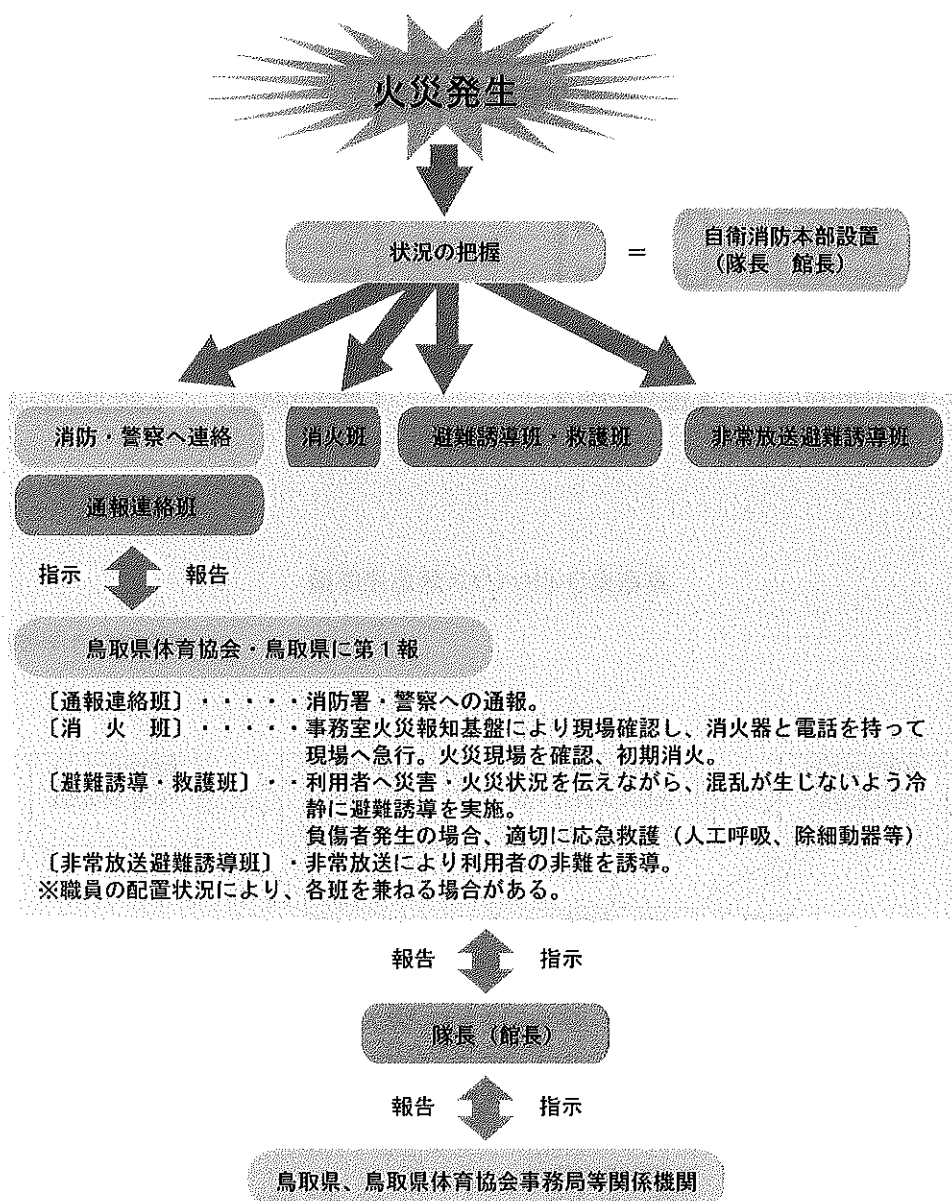 火災発生
状況の把握
=
自衛消防本部設置
（隊長　館長）
消防・警察へ連絡
消火班
避難誘導班・救護班
非常放送避難誘導班
通報連絡班
指示
報告
鳥取県体育協会・鳥取県に第１報
〔通報連絡班〕・・・・・消防署・警察への通報。
〔消　火　班〕・・・・・事務室火災報知基盤により現場確認し、消火器と電話を持って
現場へ急行。火災現場を確認、初期消火。
〔避難誘導・救護班〕・・利用者へ災害・火災状況を伝えながら、混乱が生じないよう冷
静に避難誘導を実施。
負傷者発生の場合、適切に応急救護（人工呼吸、除細動器等）
〔非常放送避難誘導班〕・非常放送により利用者の非難を誘導。
※職員の配置状況により、各班を兼ねる場合がある。
報告
指示
隊長（館長）
報告
指示
鳥取県、鳥取県体育協会事務局等関係機関